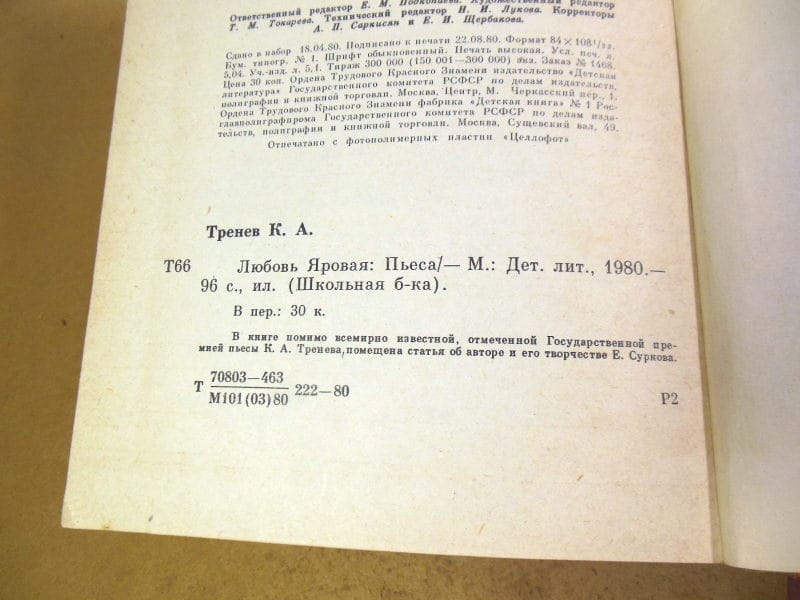 Ответственный редактор Е. М. Подкопаева. Художественный редактор
Т. М. Токарева. Технический редактор Н. И. Лукова. Корректоры
А. П. Саркисян и Е. И. Щербакова.
Сдано в набор 18.04.80. Подписано к печати 22.08.80. Формат 84×108¹/₃₂.
Бум. типогр. № 1. Шрифт обыкновенный. Печать высокая. Усл. печ. л.
5,04. Уч.-изд. л. 5,1. Тираж 300 000 (150 001—300 000) экз. Заказ № 1468.
Цена 30 коп. Ордена Трудового Красного Знамени издательство «Детская
литература» Государственного комитета РСФСР по делам издательств,
полиграфии и книжной торговли. Москва, Центр, М. Черкасский пер., 1.
Ордена Трудового Красного Знамени фабрика «Детская книга» № 1 Рос-
главполиграфпрома Государственного комитета РСФСР по делам изда-
тельств, полиграфии и книжной торговли. Москва, Сущевский вал, 49.
Отпечатано с фотополимерных пластин «Целлофот»
Тренев К. А.
Т66 Любовь Яровая: Пьеса/— М.: Дет. лит., 1980.—
96 с., ил. (Школьная б-ка).
В пер.: 30 к.
В книге помимо всемирно известной, отмеченной Государственной пре-
мией пьесы К. А. Тренева, помещена статья об авторе и его творчестве Е. Суркова.
Т 70803—463 222—80
М101(03)80
Р2